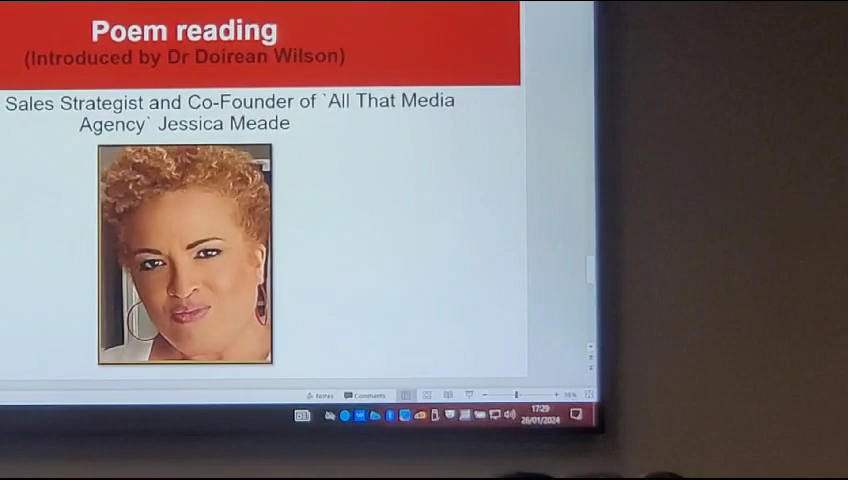 Poem reading
(Introduced by Dr Doirean Wilson)
Sales Strategist and Co-Founder of `All That Media
Agency` Jessica Meade
Notes
Comments
17:29
26/01/2024